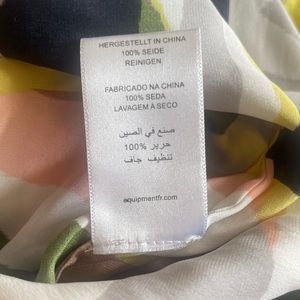 HERGESTELLT IN CHINA
100% SEIDE
REINIGEN
FABRICADO NA CHINA
100% SEDA
LAVAGEM À SECO
صنع في الصين
100% حرير
تنظيف جاف
equipmentfr.com